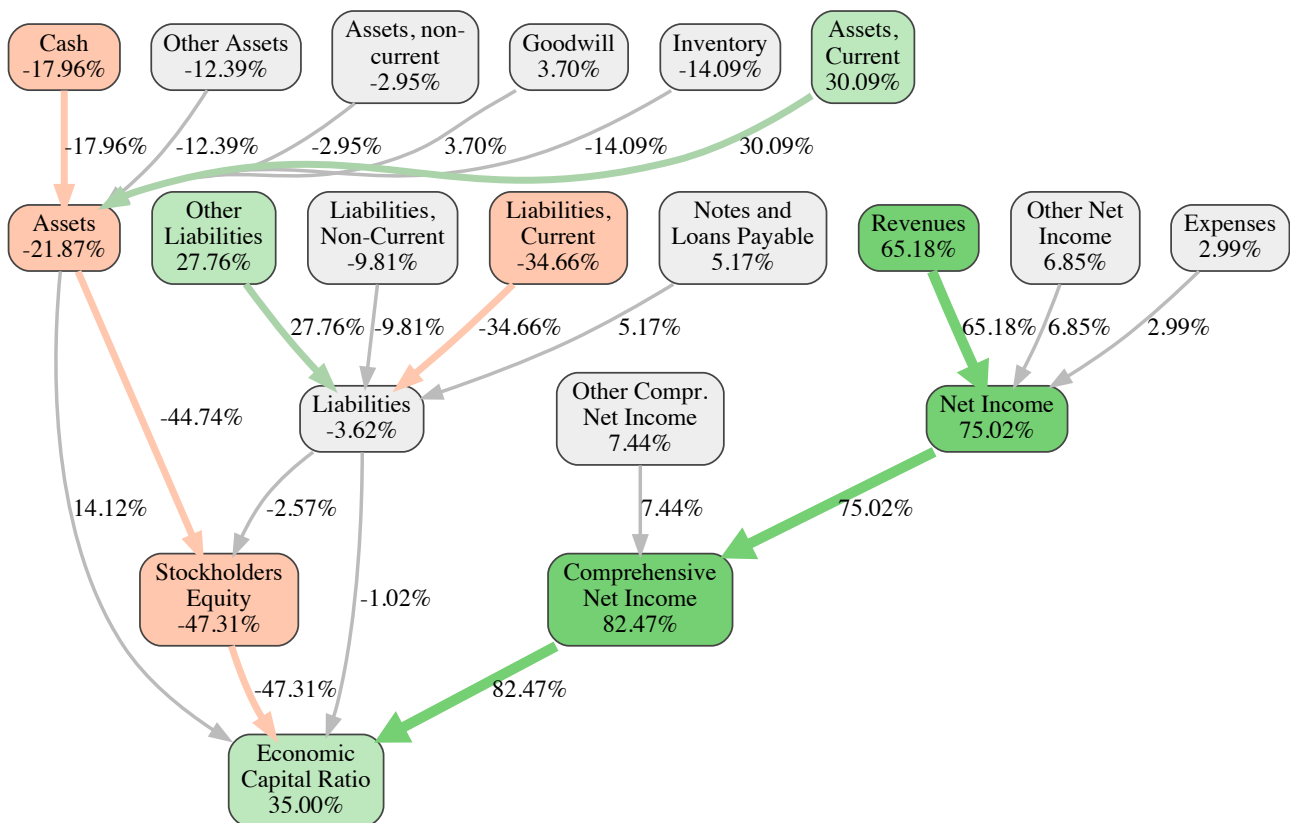 Cash
-17.96%
Other Assets
-12.39%
Assets, non-
current
-2.95%
Goodwill
3.70%
Inventory
-14.09%
Assets,
Current
30.09%
-17.96%
-12.39%
-2.95%
3.70%
-14.09%
30.09%
Assets
-21.87%
Other
Liabilities
27.76%
Liabilities,
Non-Current
-9.81%
Liabilities,
Current
-34.66%
Notes and
Loans Payable
5.17%
Revenues
65.18%
Other Net
Income
6.85%
Expenses
2.99%
27.76%
-9.81%
-34.66%
5.17%
65.18%
6.85%
2.99%
Liabilities
-3.62%
Other Compr.
Net Income
7.44%
Net Income
75.02%
-44.74%
14.12%
-2.57%
7.44%
75.02%
Stockholders
Equity
-47.31%
-1.02%
Comprehensive
Net Income
82.47%
-47.31%
82.47%
Economic
Capital Ratio
35.00%